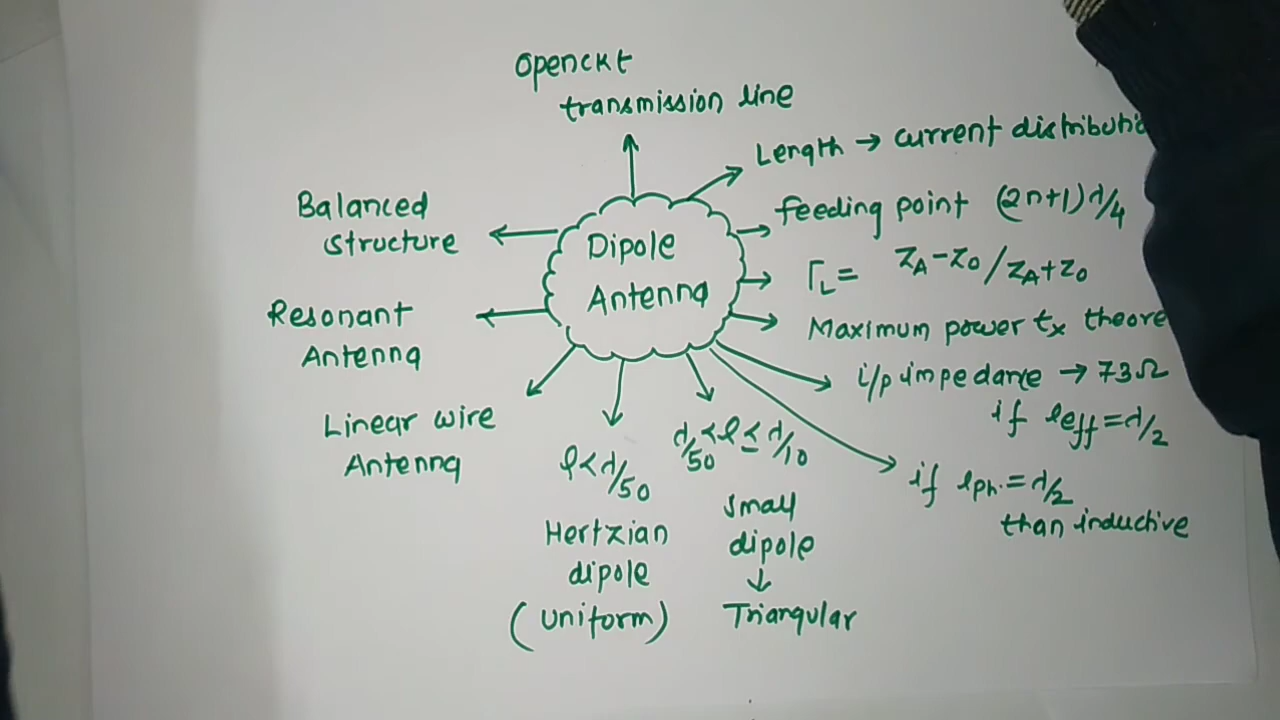 Openckt
transmission line
Length → current distributio
feeding point (2n+1)λ/4
ΓL = ZA-Z0/ZA+Z0
Maximum power tx theore
i/p impedance → 73Ω
if leff = λ/2
if lph. = λ/2
than inductive
Dipole
Antenna
Balanced
structure
Resonant
Antenna
Linear wire
Antenna
l<λ/50
Hertzian
dipole
(uniform)
λ/50<l≤λ/10
small
dipole
↓
Triangular